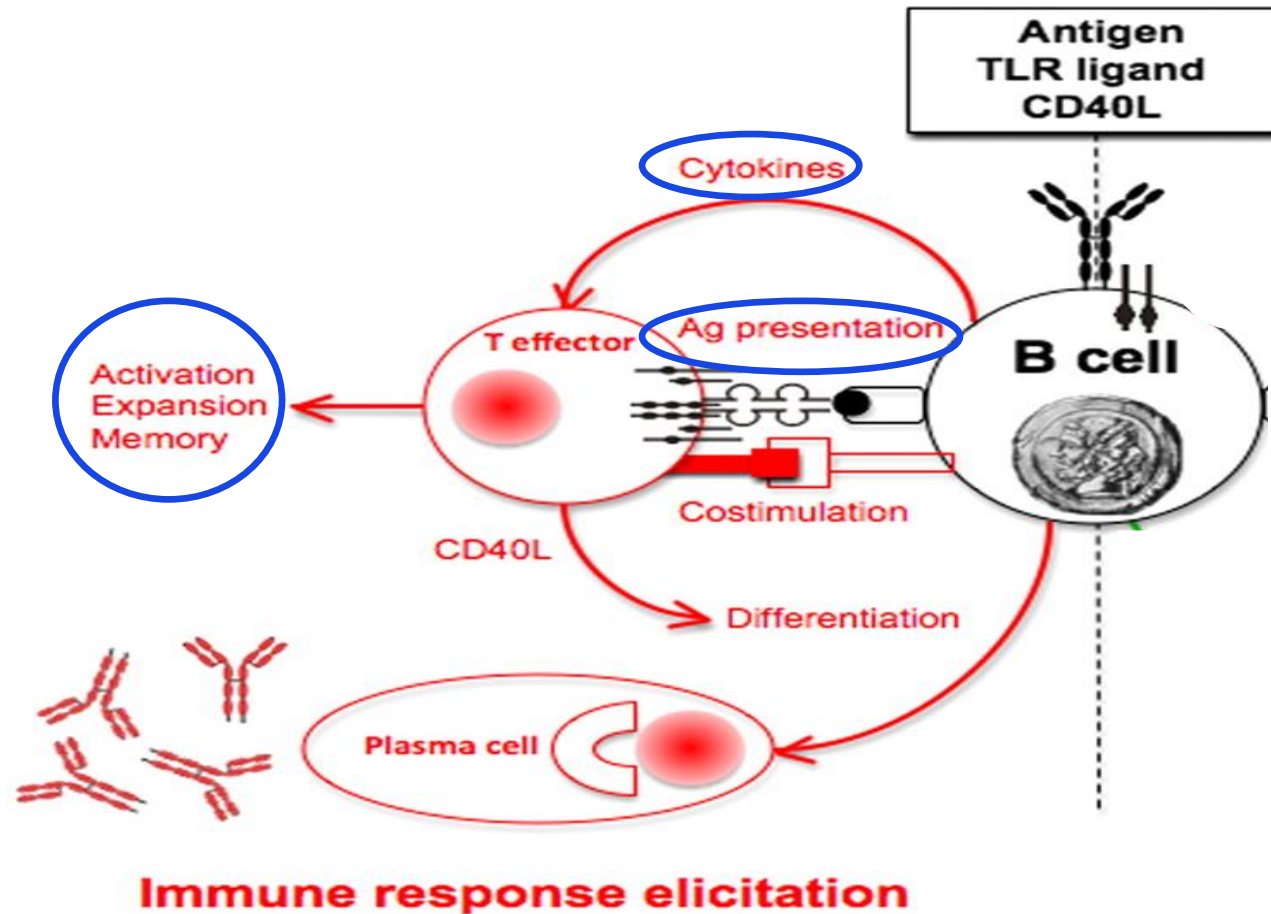 Antigen
TLR ligand
CD40L
Cytokines
Ag presentation
T effector
B cell
Activation
Expansion
Memory
Costimulation
CD40L
Differentiation
Plasma cell
Immune response elicitation